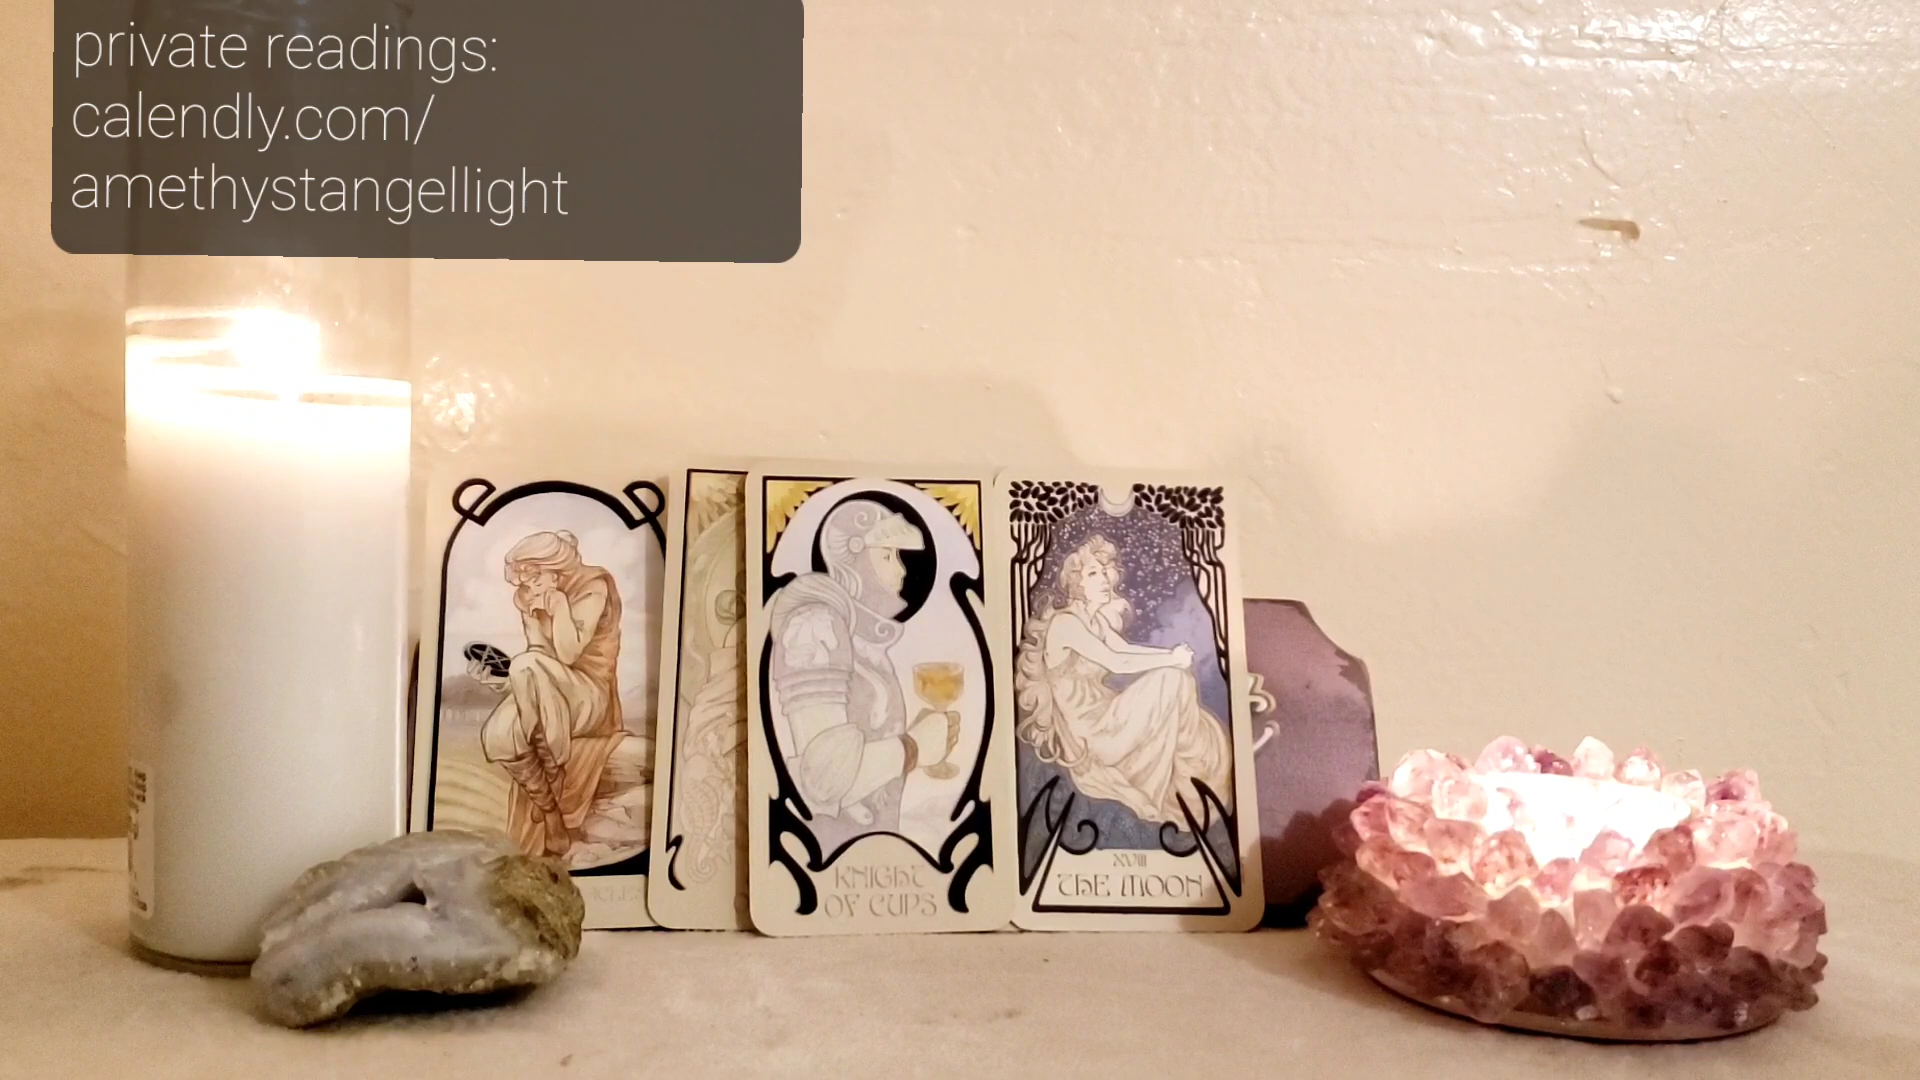 private readings:
calendly.com/
amethystangellight
KNIGHT
OF CUPS
XVIII
THE MOON